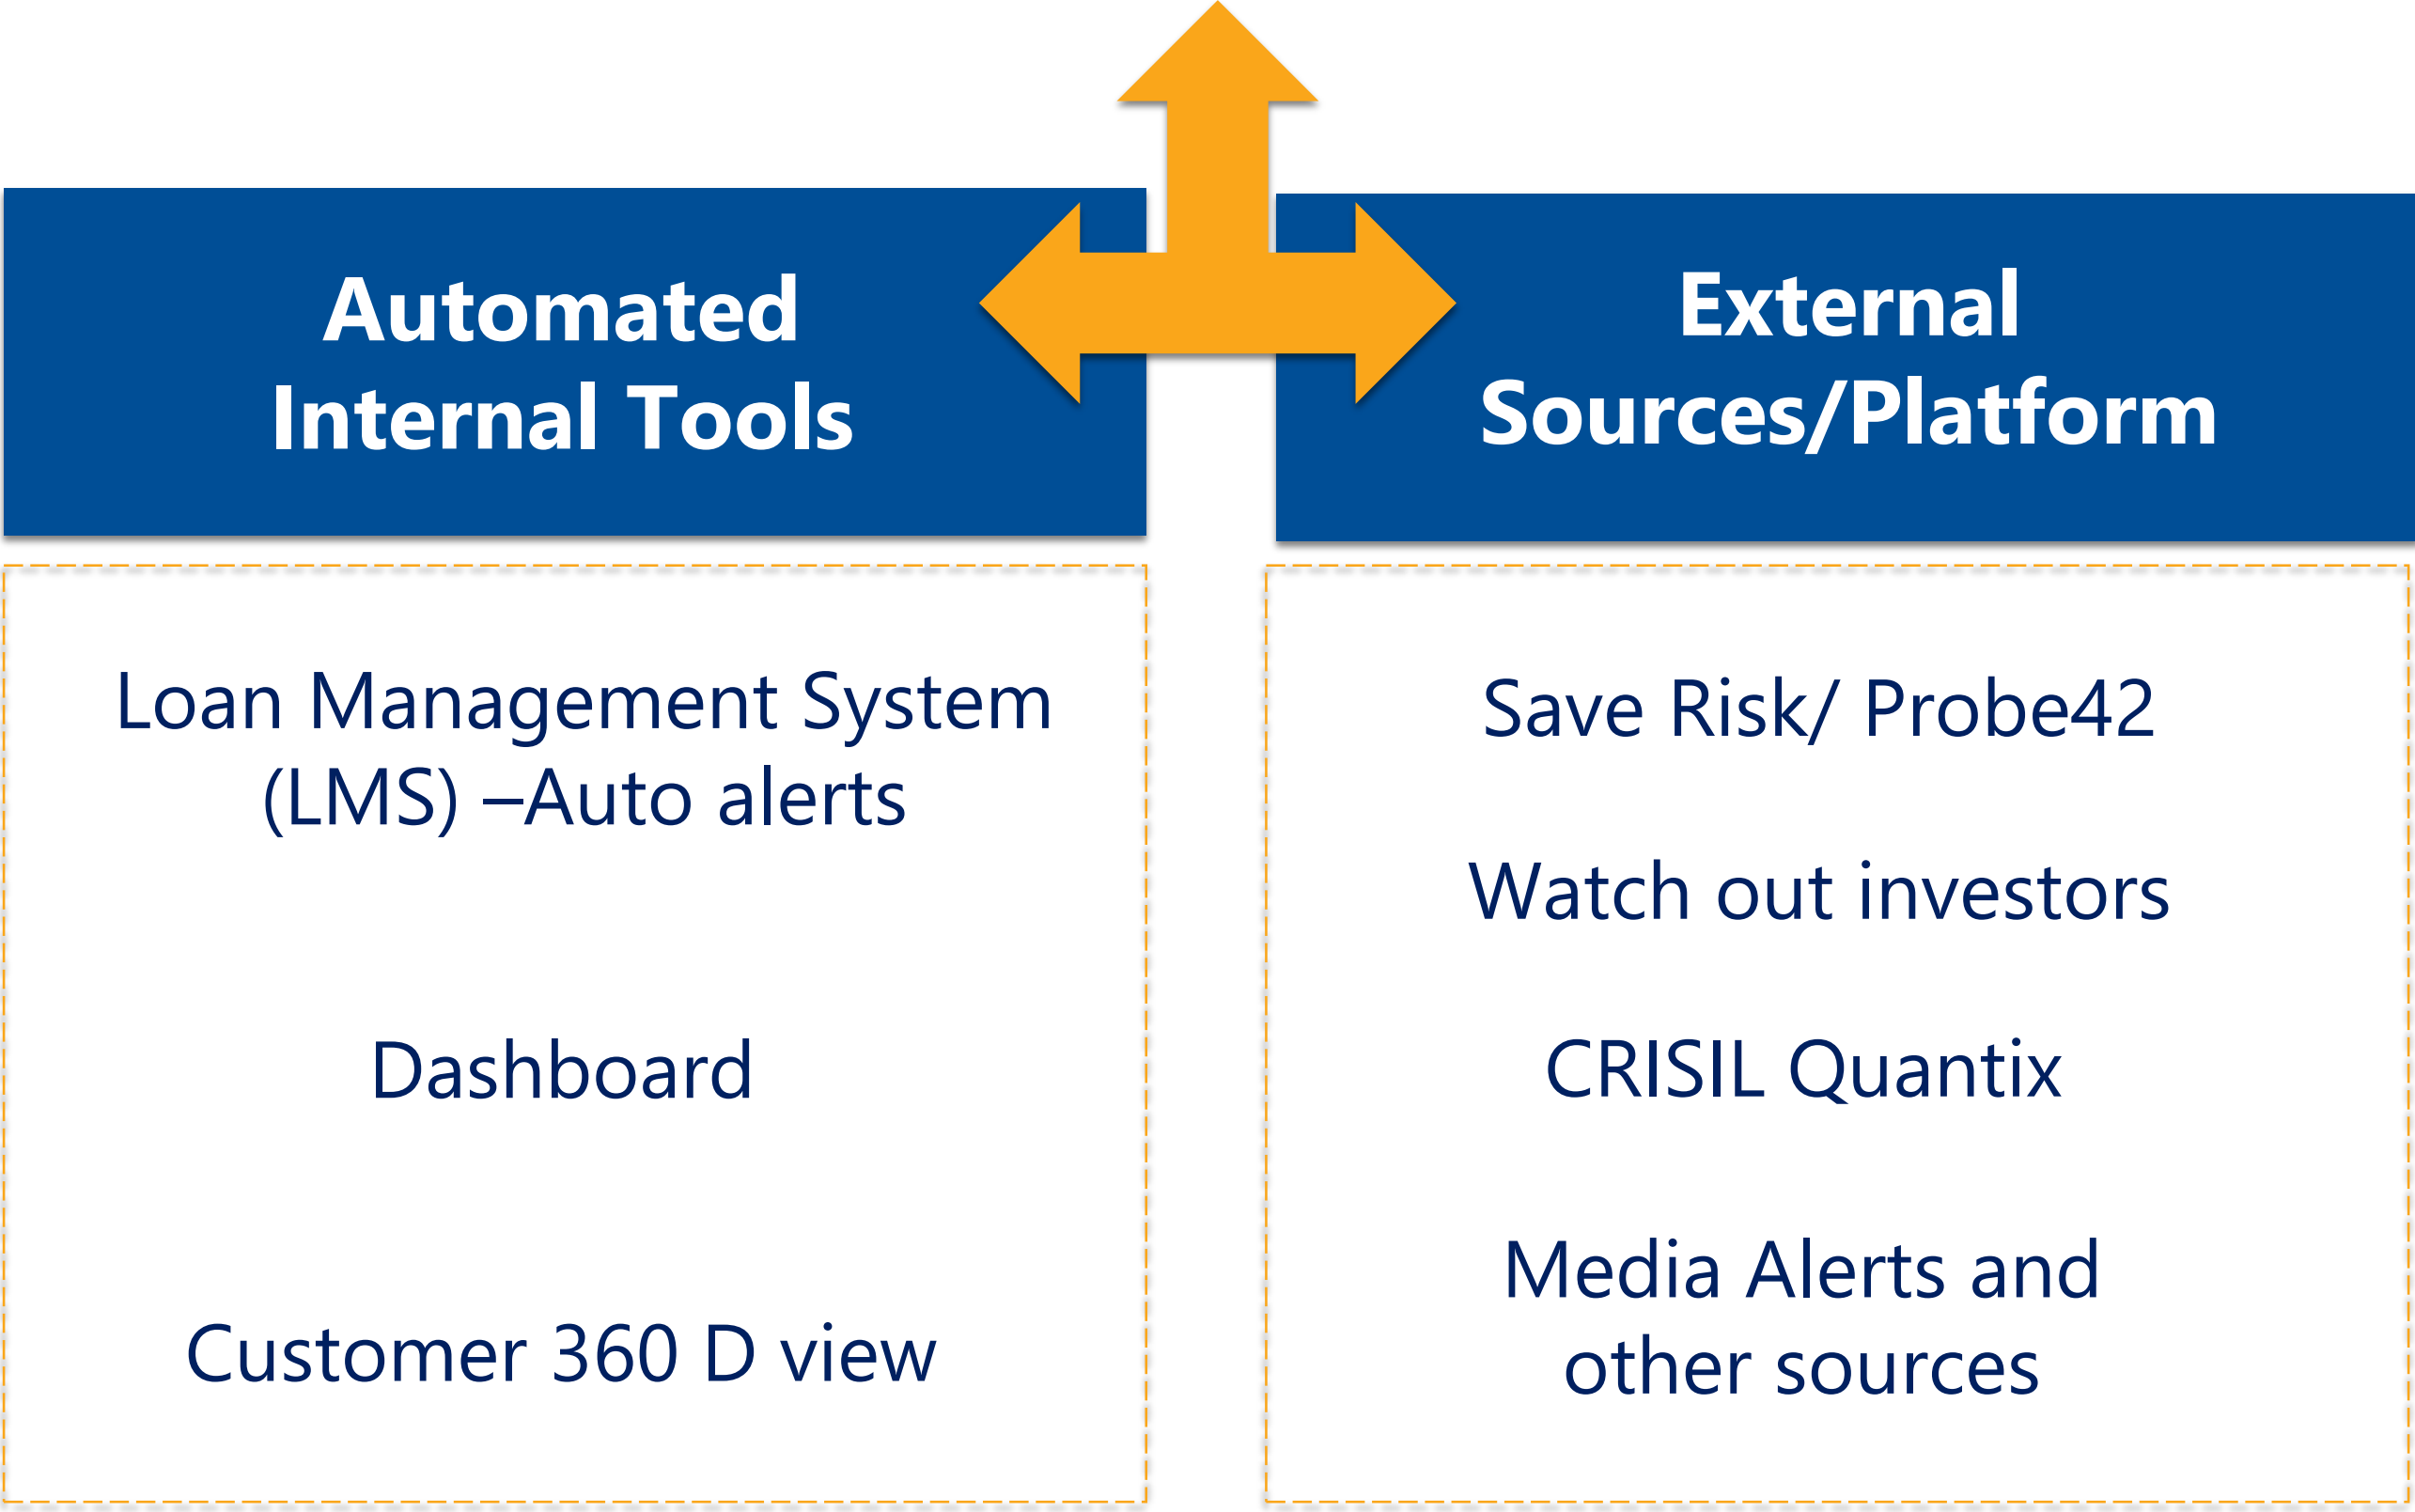 Automated
Internal Tools
External
Sources/Platform
Loan Management System
(LMS) –Auto alerts
Dashboard
Customer 360 D view
Save Risk/ Probe42
Watch out investors
CRISIL Quantix
Media Alerts and
other sources